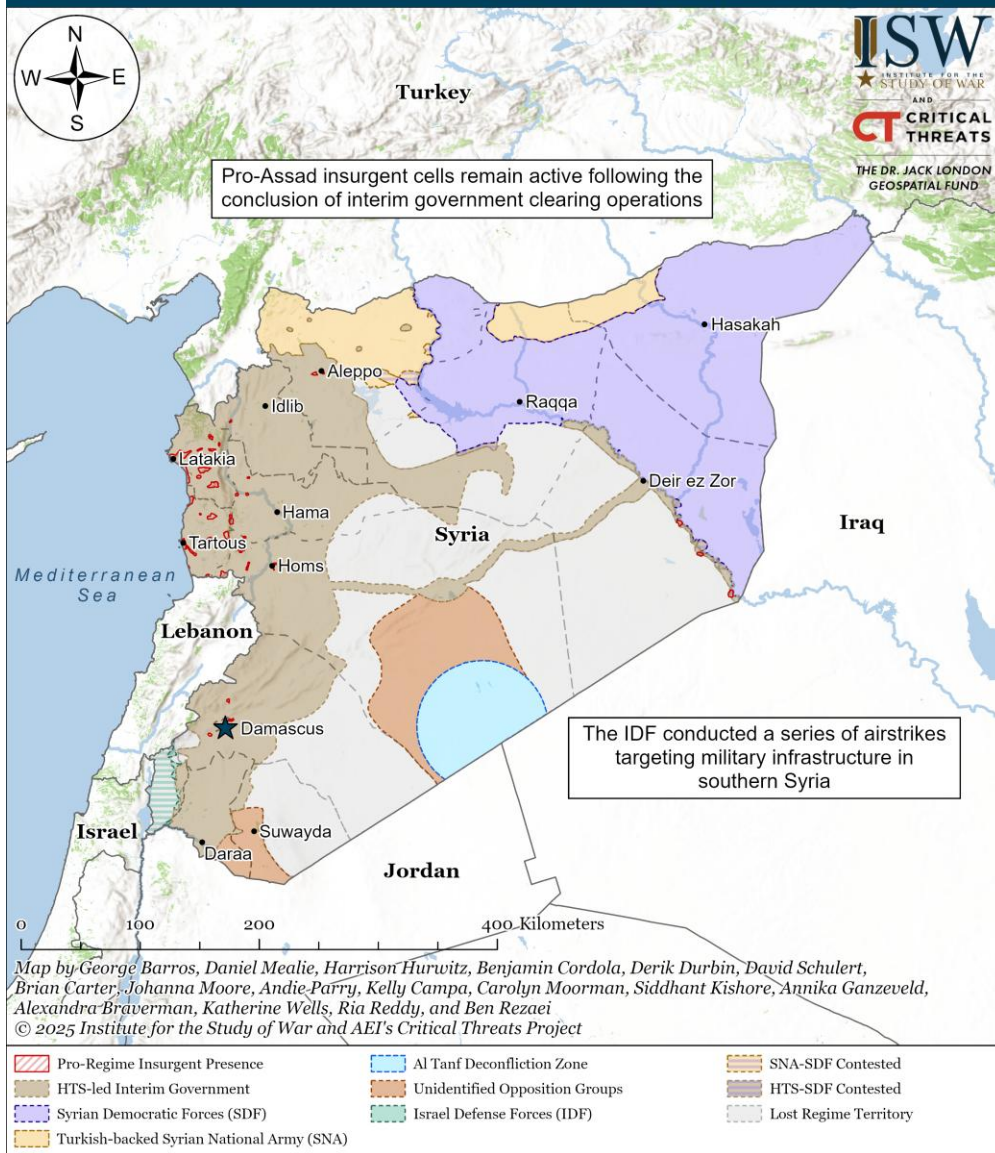 N
W
E
S
ISW
INSTITUTE FOR THE
STUDY OF WAR
AND
CT CRITICAL
THREATS
THE DR. JACK LONDON
GEOSPATIAL FUND
Turkey
Pro-Assad insurgent cells remain active following the
conclusion of interim government clearing operations
Hasakah
Aleppo
Idlib
Raqqa
Latakia
Deir ez Zor
Hama
Syria
Iraq
Tartous
Homs
Mediterranean
Sea
Lebanon
Damascus
The IDF conducted a series of airstrikes
targeting military infrastructure in
southern Syria
Israel
Suwayda
Daraa
Jordan
0 100 200 400 Kilometers
Map by George Barros, Daniel Mealie, Harrison Hurwitz, Benjamin Cordola, Derik Durbin, David Schulert,
Brian Carter, Johanna Moore, Andie Parry, Kelly Campa, Carolyn Moorman, Siddhant Kishore, Annika Ganzeveld,
Alexandra Braverman, Katherine Wells, Ria Reddy, and Ben Rezaei
© 2025 Institute for the Study of War and AEI's Critical Threats Project
Pro-Regime Insurgent Presence
HTS-led Interim Government
Syrian Democratic Forces (SDF)
Turkish-backed Syrian National Army (SNA)
Al Tanf Deconfliction Zone
Unidentified Opposition Groups
Israel Defense Forces (IDF)
SNA-SDF Contested
HTS-SDF Contested
Lost Regime Territory